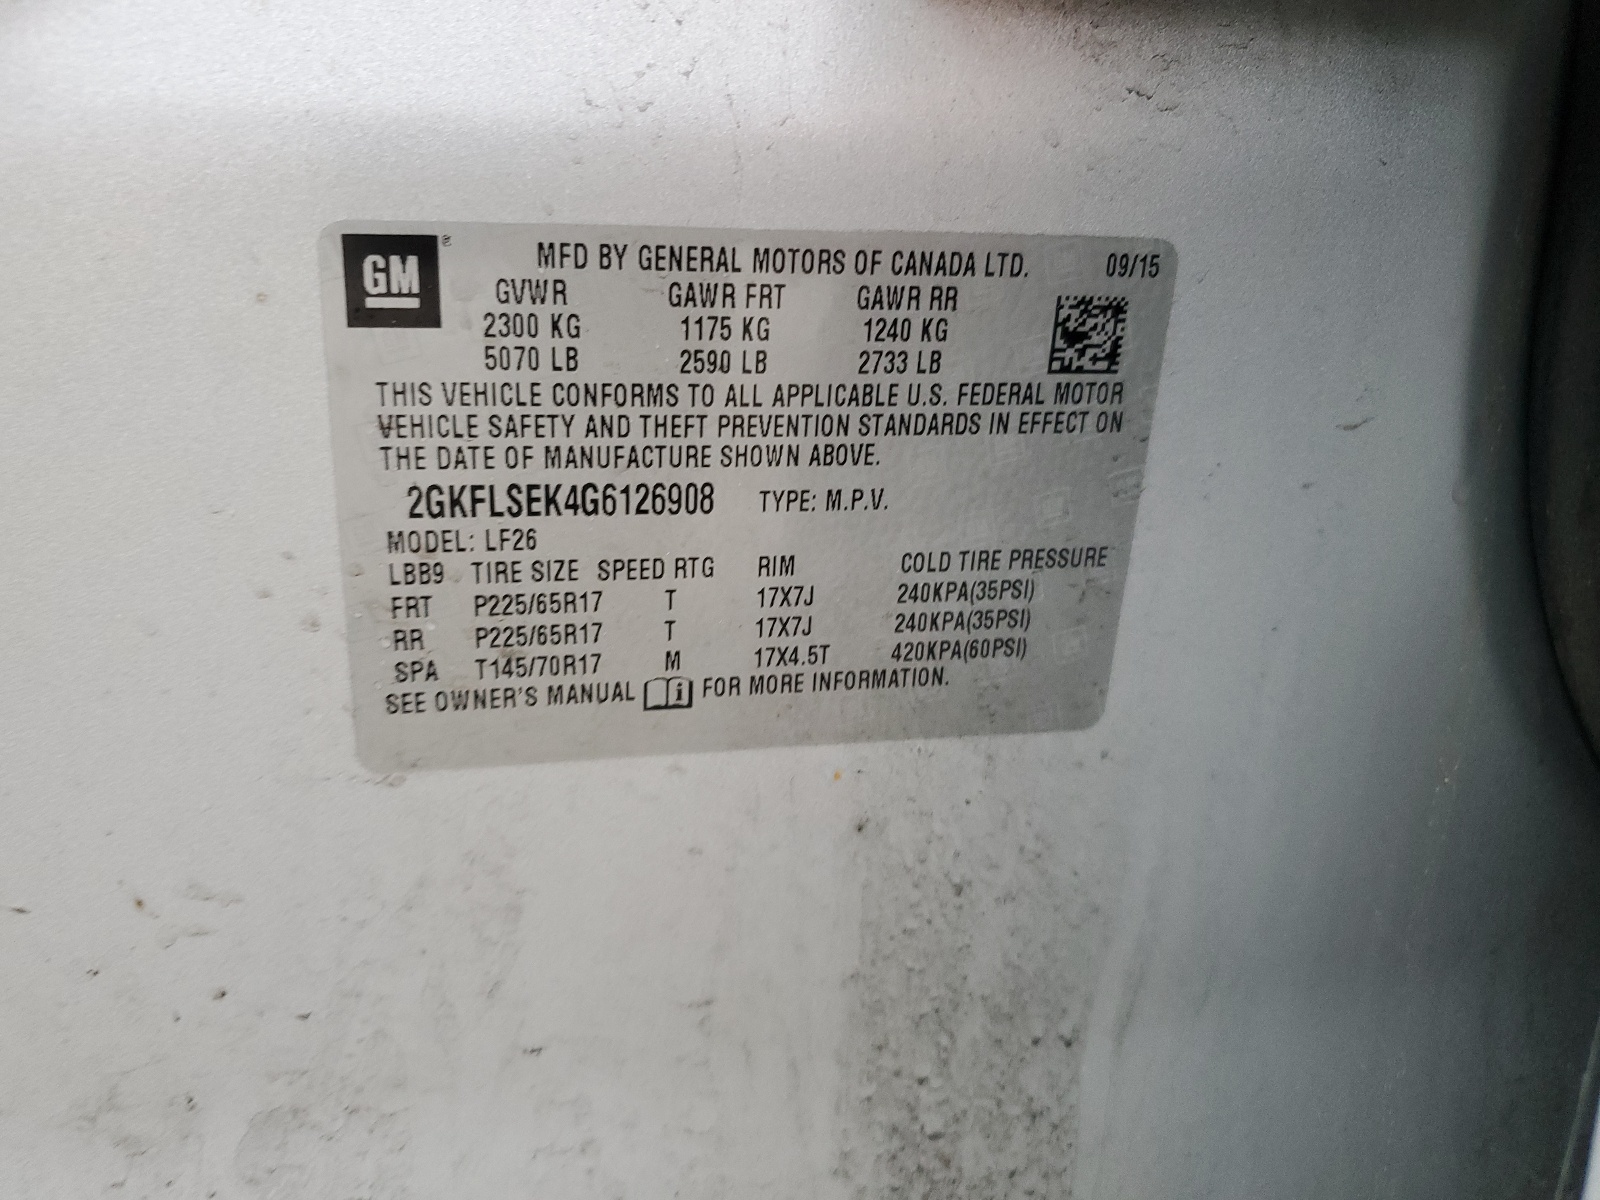 GM ® MFD BY GENERAL MOTORS OF CANADA LTD. 09/15
GVWR GAWR FRT GAWR RR
2300 KG 1175 KG 1240 KG
5070 LB 2590 LB 2733 LB
THIS VEHICLE CONFORMS TO ALL APPLICABLE U.S. FEDERAL MOTOR
VEHICLE SAFETY AND THEFT PREVENTION STANDARDS IN EFFECT ON
THE DATE OF MANUFACTURE SHOWN ABOVE.
2GKFLSEK4G6126908 TYPE: M.P.V.
MODEL: LF26
LBB9 TIRE SIZE SPEED RTG RIM COLD TIRE PRESSURE
FRT P225/65R17 T 17X7J 240KPA(35PSI)
RR P225/65R17 T 17X7J 240KPA(35PSI)
SPA T145/70R17 M 17X4.5T 420KPA(60PSI)
SEE OWNER'S MANUAL i FOR MORE INFORMATION.